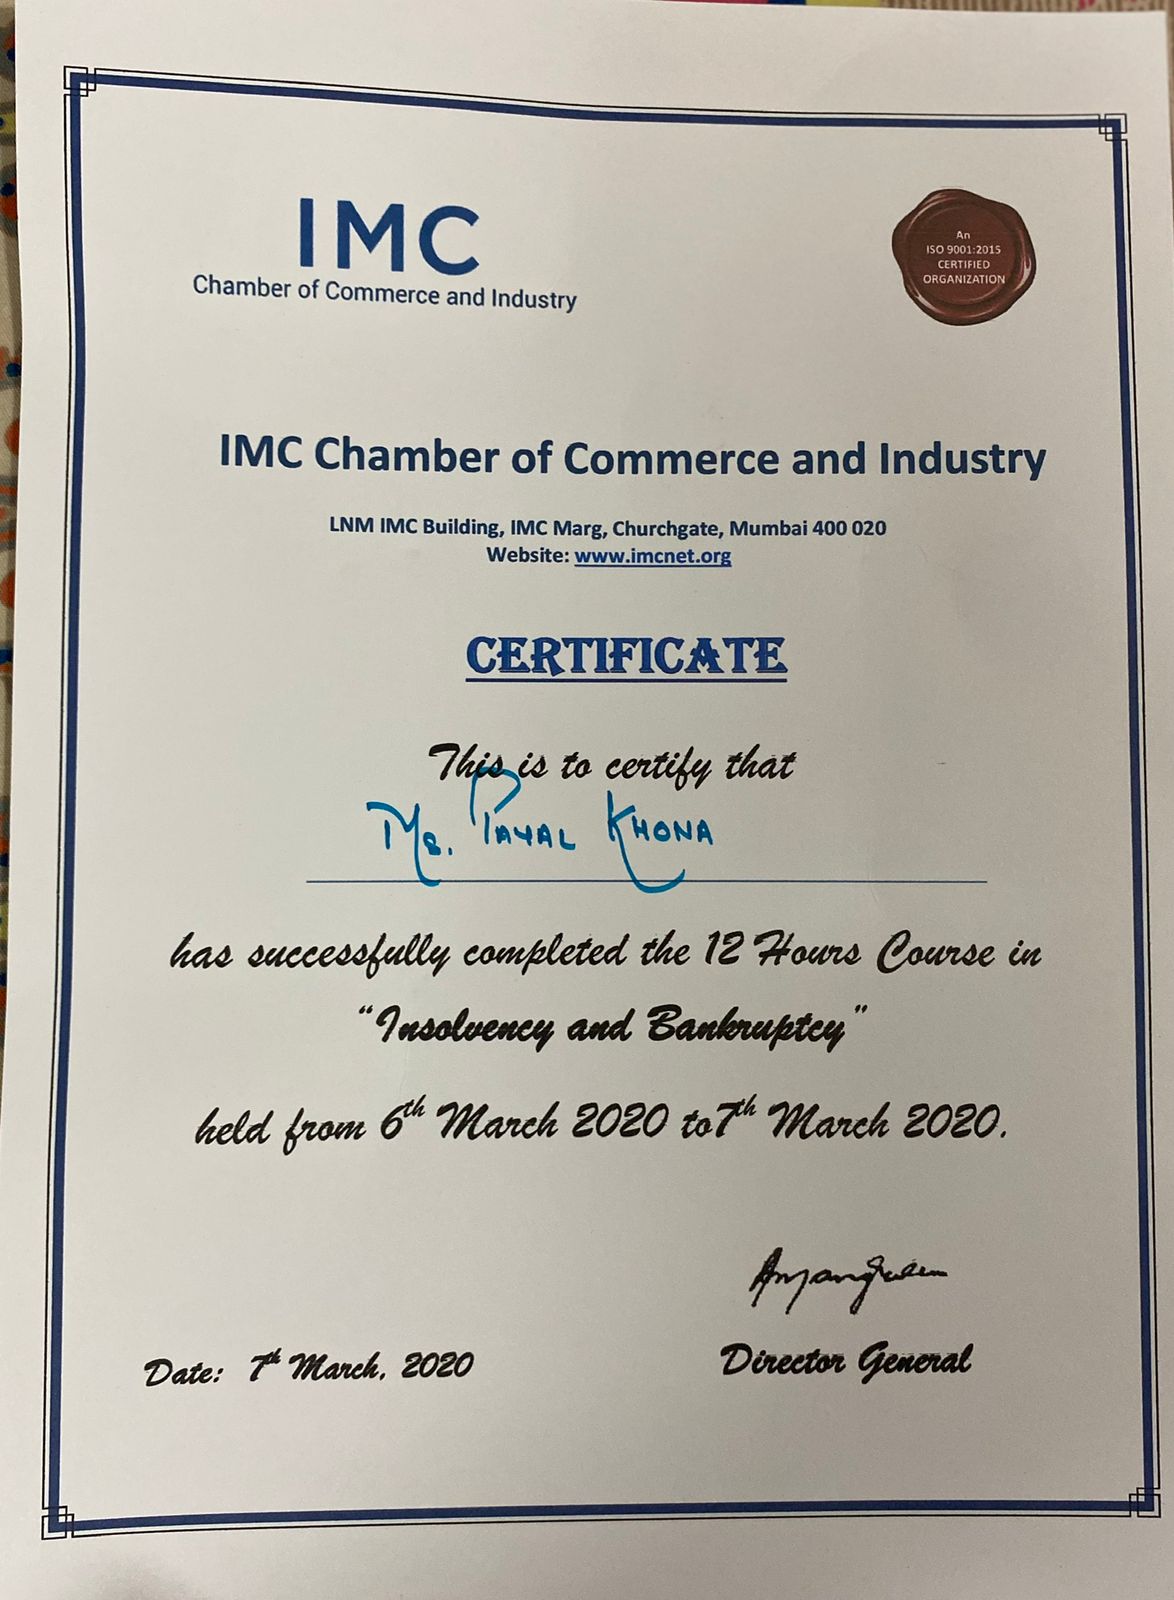 IMC
Chamber of Commerce and Industry
An
ISO 9001:2015
CERTIFIED
ORGANIZATION
IMC Chamber of Commerce and Industry
LNM IMC Building, IMC Marg, Churchgate, Mumbai 400 020
Website: www.imcnet.org
CERTIFICATE
This is to certify that
Ms. PAYAL KHONA
has successfully completed the 12 Hours Course in
"Insolvency and Bankruptcy"
held from 6th March 2020 to7th March 2020.
Date: 7th March, 2020
Director General